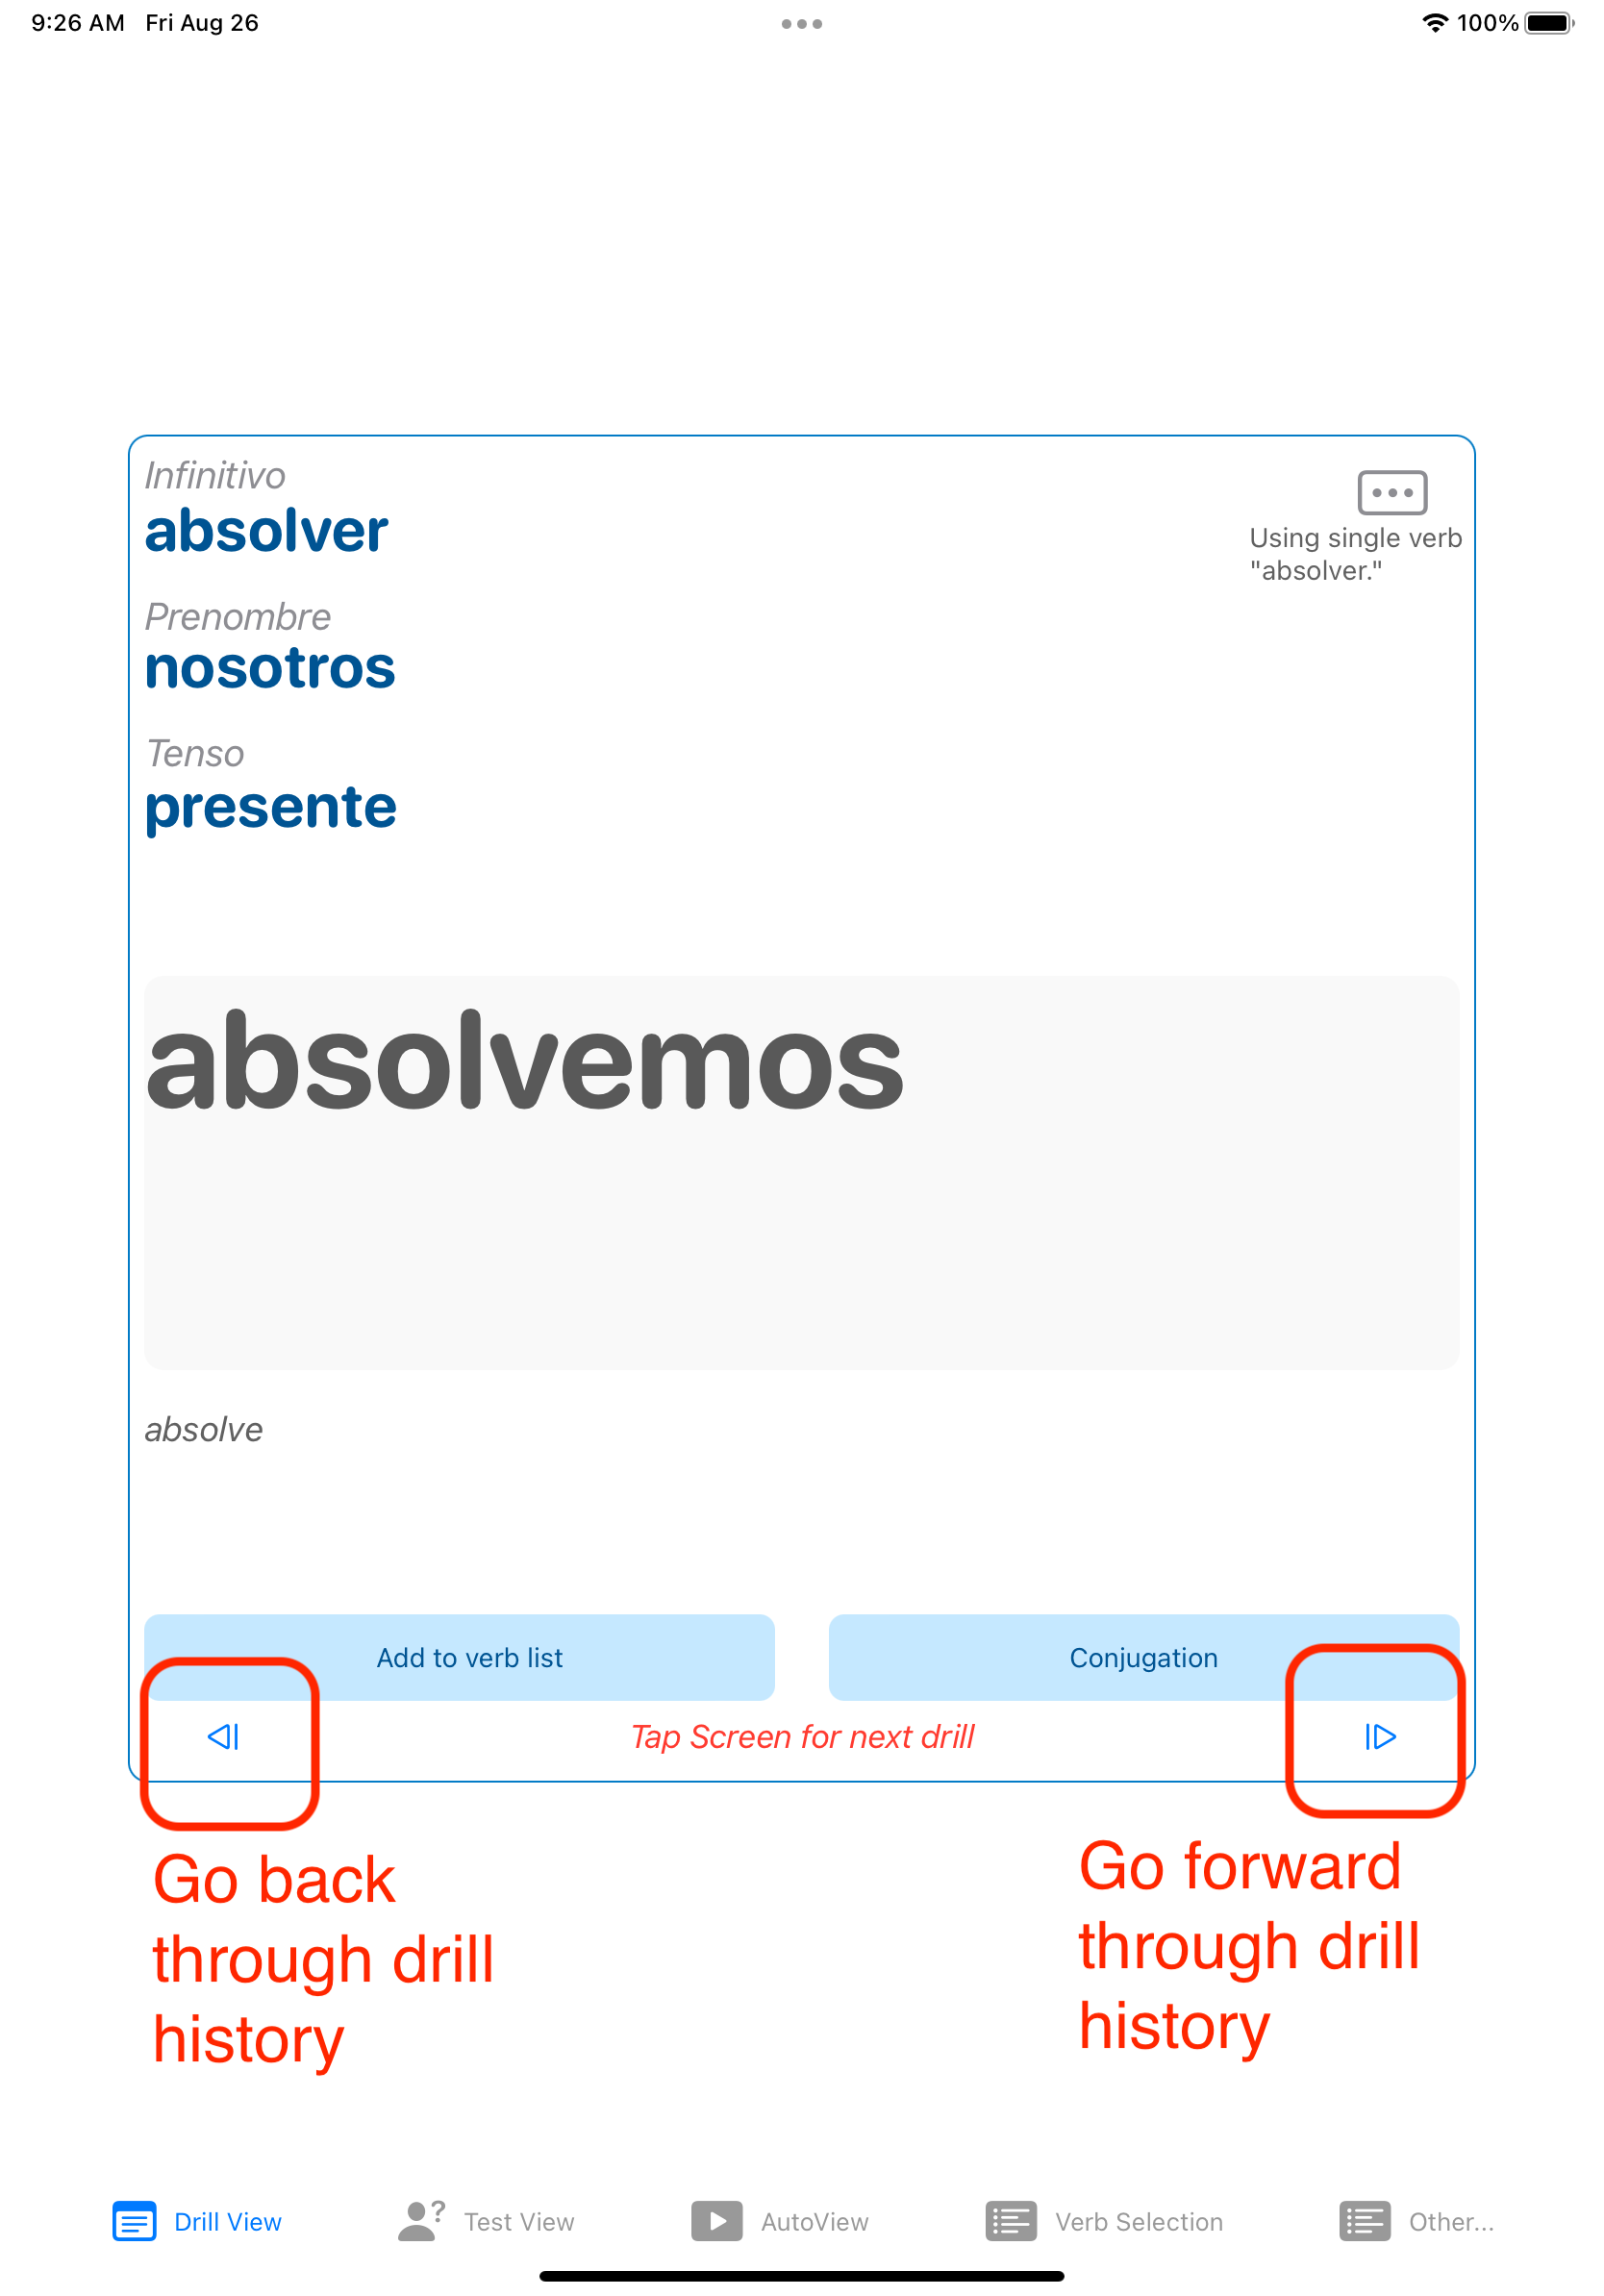 9:26 AM Fri Aug 26
100%
Infinitivo
absolver
Using single verb
"absolver."
Prenombre
nosotros
Tenso
presente
absolvemos
absolve
Add to verb list
Conjugation
Tap Screen for next drill
Go back
through drill
history
Go forward
through drill
history
Drill View
Test View
AutoView
Verb Selection
Other...